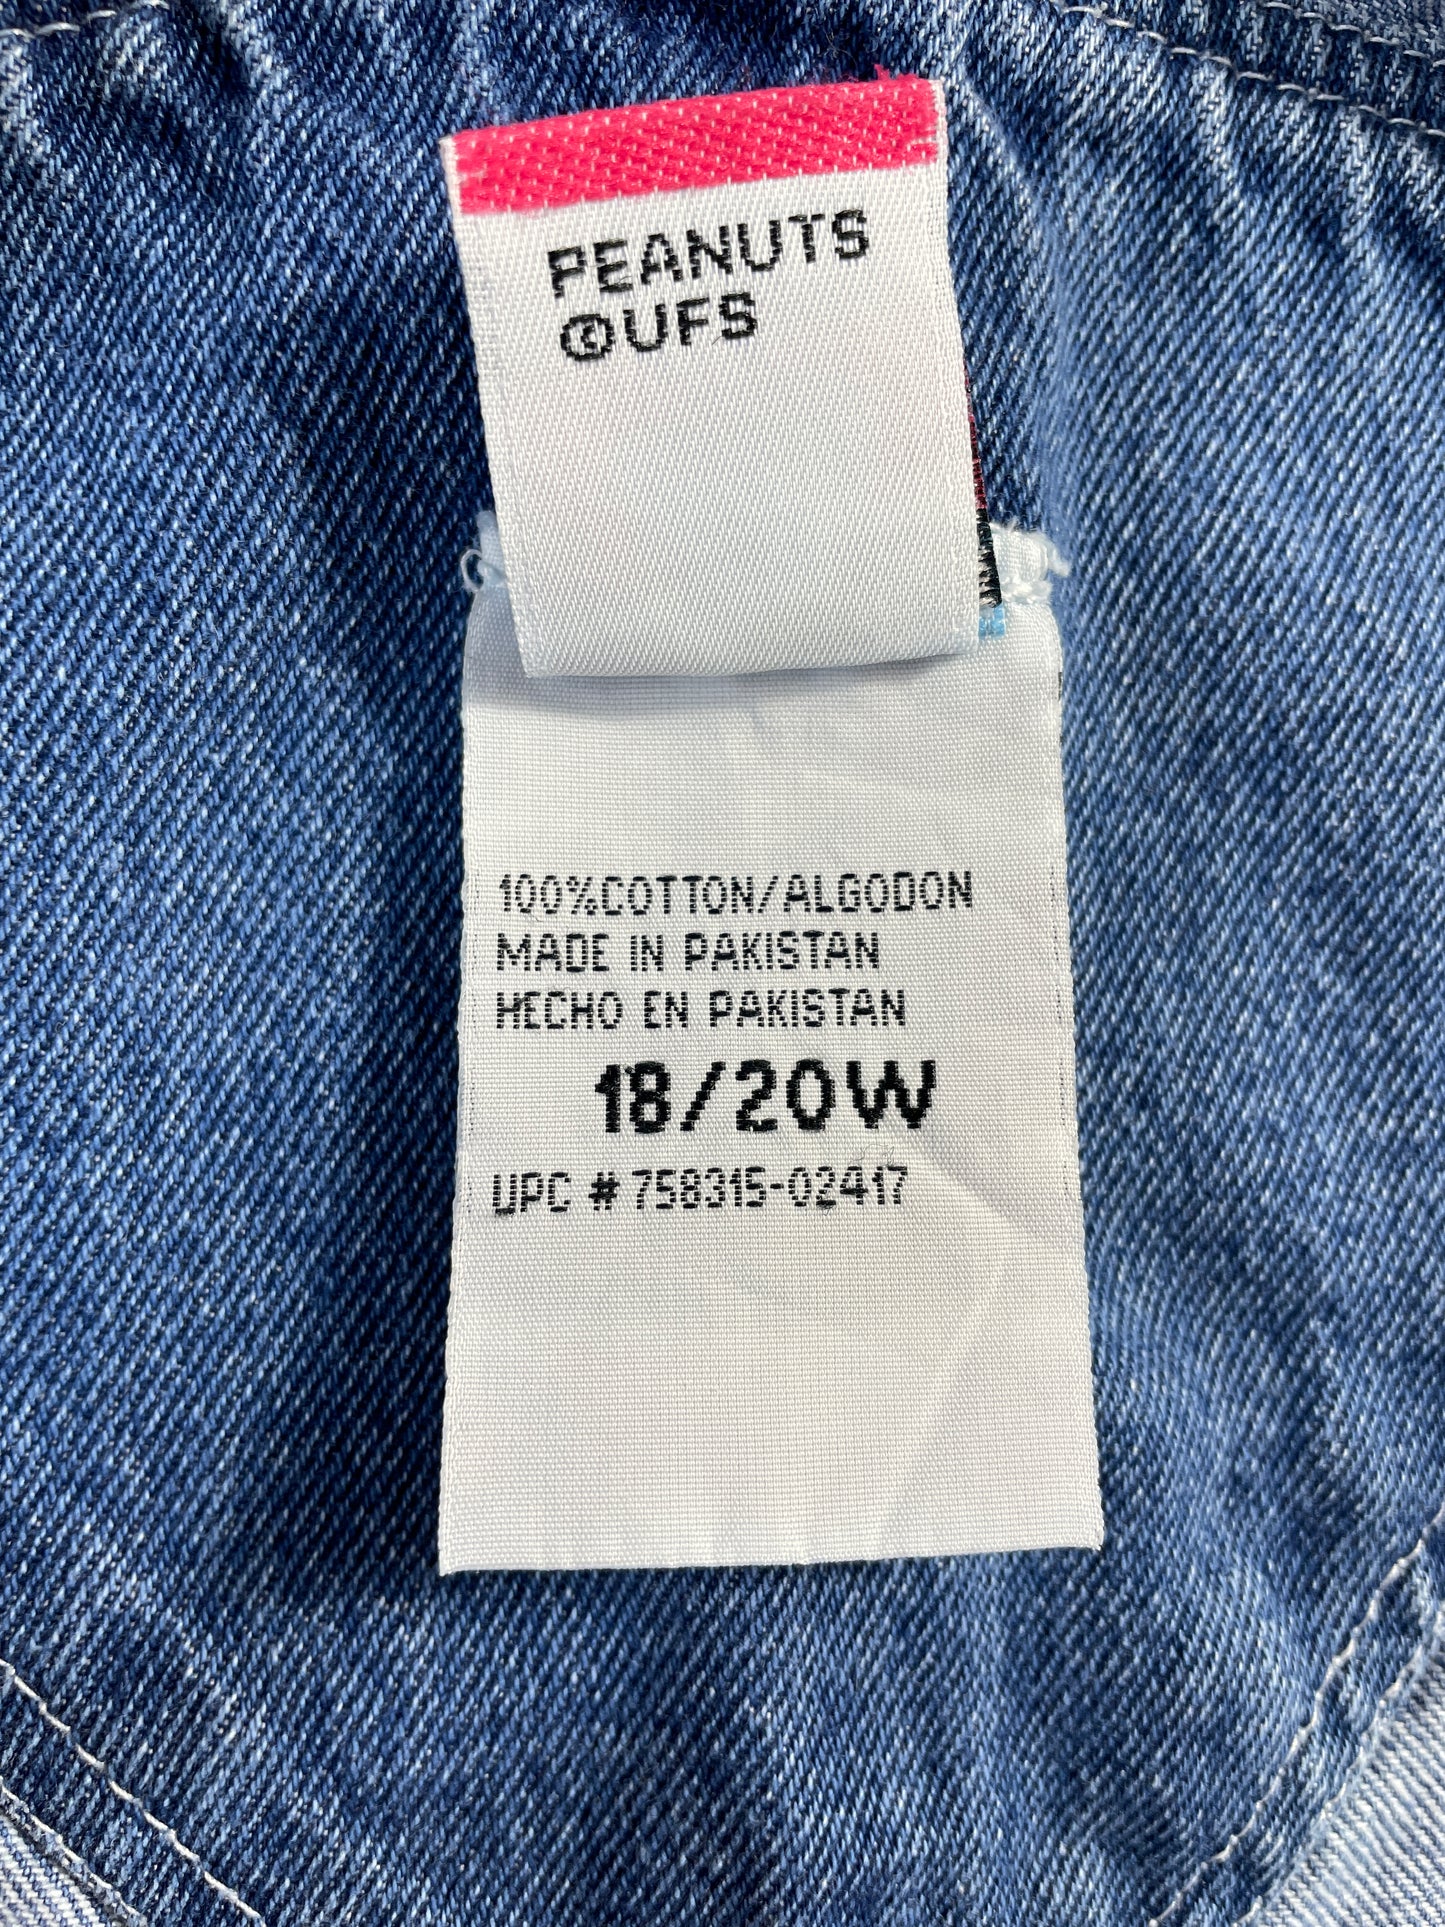 PEANUTS
©UFS
100%COTTON/ALGODON
MADE IN PAKISTAN
HECHO EN PAKISTAN
18/20W
UPC # 758315-02417